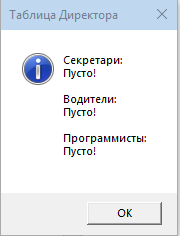 Таблица Директора
Секретари:
Пусто!
Водители:
Пусто!
Программисты:
Пусто!
OK